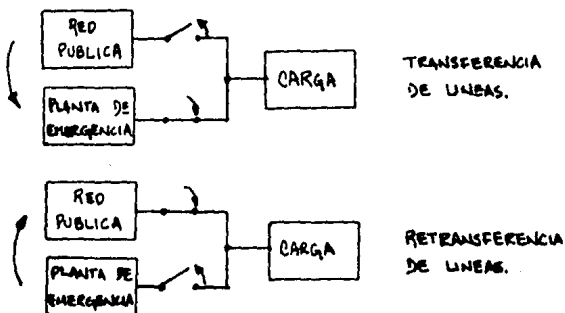 RED
PUBLICA
CARGA
PLANTA DE
EMERGENCIA
TRANSFERENCIA
DE LINEAS.
RED
PUBLICA
CARGA
PLANTA DE
EMERGENCIA
RETRANSFERENCIA
DE LINEAS.